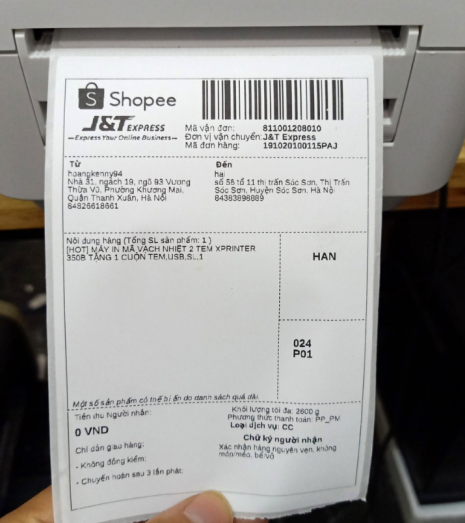 Shopee
J&T EXPRESS
Express Your Online Business
Mã vận đơn: 811001208010
Đơn vị vận chuyển: J&T Express
Mã đơn hàng: 191020100115PAJ
Từ
hoangkenny94
Nhà 31, ngách 19, ngõ 93 Vương
Thừa Vũ, Phường Khương Mai,
Quận Thanh Xuân, Hà Nội
84826618661
Đến
hai
số 56 tổ 11 thị trấn Sóc Sơn, Thị Trấn
Sóc Sơn, Huyện Sóc Sơn, Hà Nộ
84383898889
Nội dung hàng (Tổng SL sản phẩm: 1 )
[HOT] MÁY IN MÃ VẠCH NHIỆT 2 TEM XPRINTER
350B TẶNG 1 CUỘN TEM,USB, SL:1
HAN
024
P01
Một số sản phẩm có thể bị ẩn do danh sách quá dài.
Tiền thu Người nhận:
0 VND
Khối lượng tối đa: 2600 g
Phương thức thanh toán: PP_PM
Loại dịch vụ: CC
Chỉ dẫn giao hàng:
- Không đồng kiểm;
- Chuyển hoàn sau 3 lần phát;
Chữ ký người nhận
Xác nhận hàng nguyên vẹn, không
móp/méo, bể/vỡ